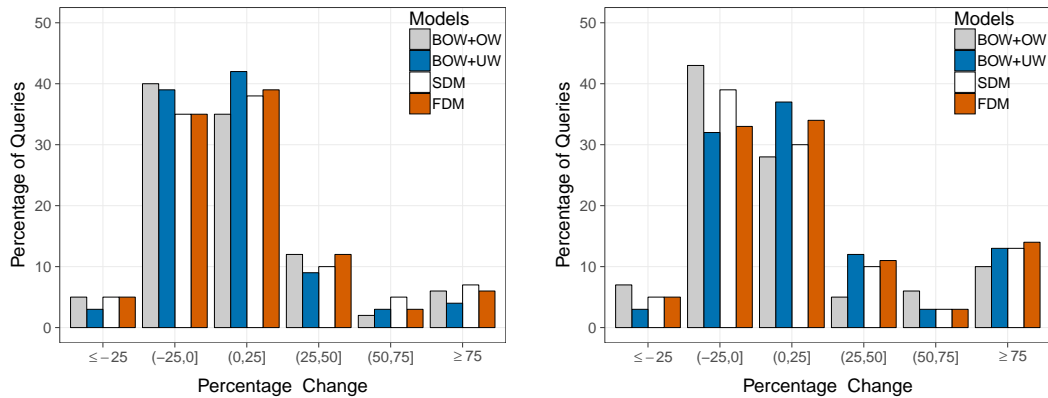 Percentage of Queries
50
40
30
20
10
0
Models
BOW+OW
BOW+UW
SDM
FDM
≤ −25
(−25,0]
(0,25]
(25,50]
(50,75]
≥ 75
Percentage Change
Percentage of Queries
50
40
30
20
10
0
Models
BOW+OW
BOW+UW
SDM
FDM
≤ −25
(−25,0]
(0,25]
(25,50]
(50,75]
≥ 75
Percentage Change